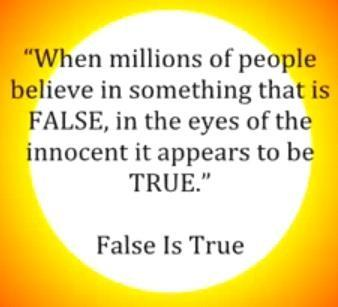 “When millions of people
believe in something that is
FALSE, in the eyes of the
innocent it appears to be
TRUE.”
False Is True